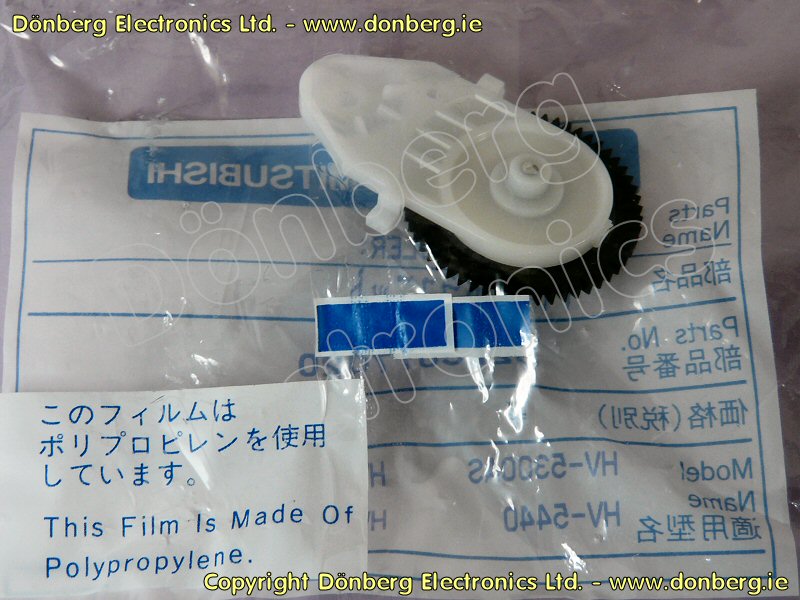 Dönberg Electronics Ltd. - www.donberg.ie
MITSUBISHI
Parts
Name
部品名
Parts No.
部品番号
価格(税別)
Model
Name
適用型名
HV-5300AS
HV-5440
Dönberg
このフィルムは
ポリプロピレンを使用
しています。
This Film Is Made Of
Polypropylene.
Copyright Dönberg Electronics Ltd. - www.donberg.ie